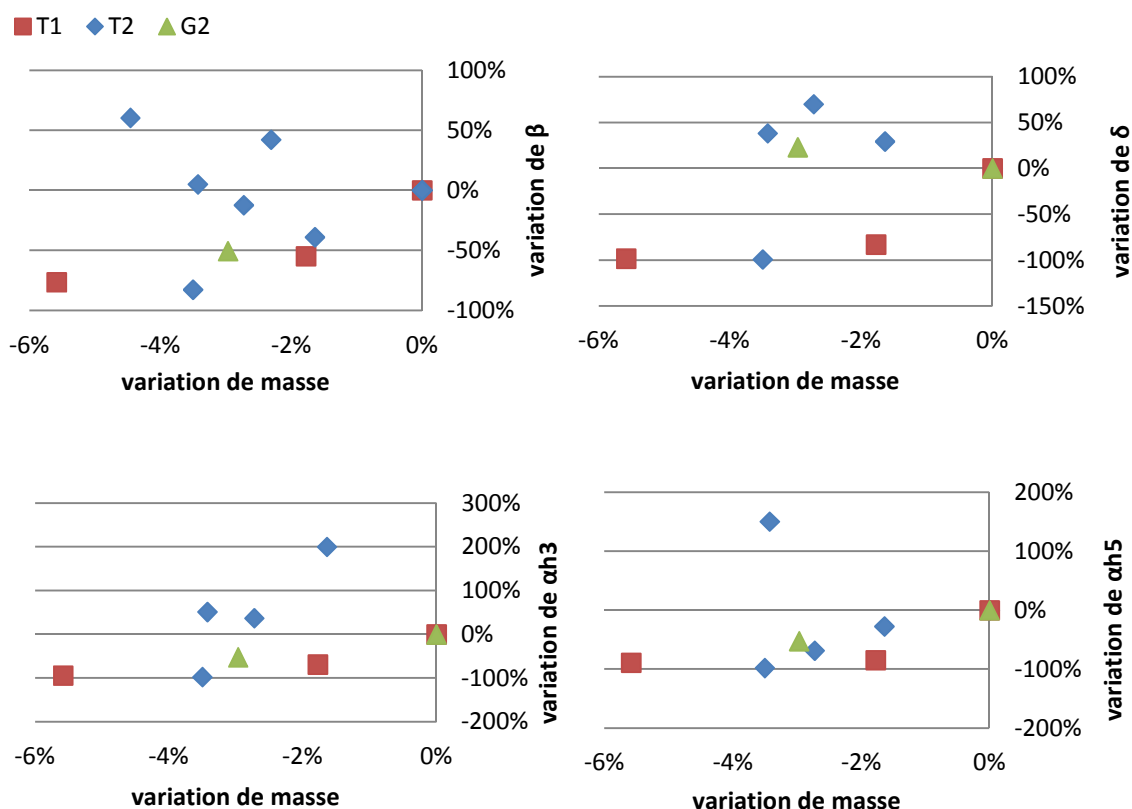 T1 T2 G2
100%
50%
0%
-50%
-100%
-6% -4% -2% 0%
variation de masse
variation de β
100%
50%
0%
-50%
-100%
-150%
-6% -4% -2% 0%
variation de masse
variation de δ
300%
200%
100%
0%
-100%
-200%
-6% -4% -2% 0%
variation de masse
variation de αh3
200%
100%
0%
-100%
-200%
-6% -4% -2% 0%
variation de masse
variation de αh5